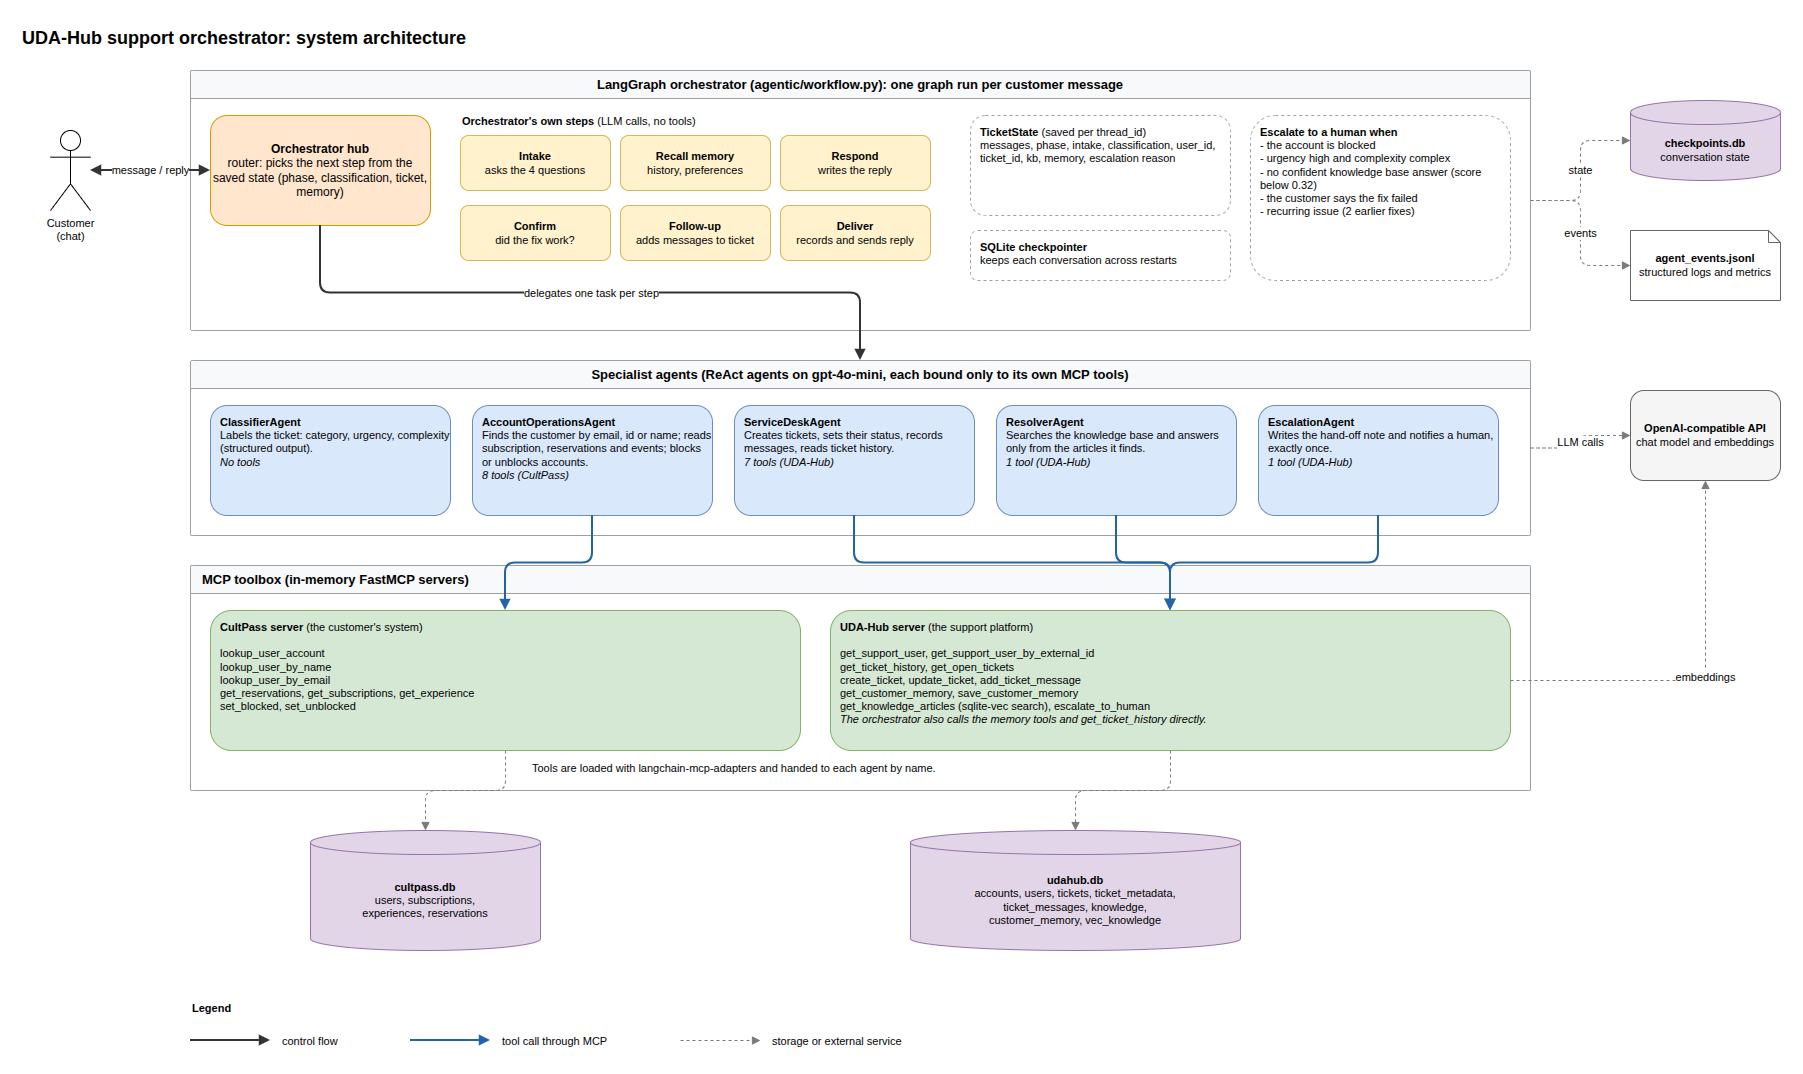 UDA-Hub support orchestrator: system architecture
LangGraph orchestrator (agentic/workflow.py): one graph run per customer message
Customer
(chat)
message / reply
Orchestrator hub
router: picks the next step from the
saved state (phase, classification, ticket,
memory)
Orchestrator's own steps (LLM calls, no tools)
Intake
asks the 4 questions
Recall memory
history, preferences
Respond
writes the reply
Confirm
did the fix work?
Follow-up
adds messages to ticket
Deliver
records and sends reply
delegates one task per step
TicketState (saved per thread_id)
messages, phase, intake, classification, user_id,
ticket_id, kb, memory, escalation reason
SQLite checkpointer
keeps each conversation across restarts
Escalate to a human when
- the account is blocked
- urgency high and complexity complex
- no confident knowledge base answer (score
below 0.32)
- the customer says the fix failed
- recurring issue (2 earlier fixes)
state
events
checkpoints.db
conversation state
agent_events.jsonl
structured logs and metrics
Specialist agents (ReAct agents on gpt-4o-mini, each bound only to its own MCP tools)
ClassifierAgent
Labels the ticket: category, urgency, complexity
(structured output).
No tools
AccountOperationsAgent
Finds the customer by email, id or name; reads
subscription, reservations and events; blocks
or unblocks accounts.
8 tools (CultPass)
ServiceDeskAgent
Creates tickets, sets their status, records
messages, reads ticket history.
7 tools (UDA-Hub)
ResolverAgent
Searches the knowledge base and answers
only from the articles it finds.
1 tool (UDA-Hub)
EscalationAgent
Writes the hand-off note and notifies a human,
exactly once.
1 tool (UDA-Hub)
LLM calls
OpenAI-compatible API
chat model and embeddings
MCP toolbox (in-memory FastMCP servers)
CultPass server (the customer's system)
lookup_user_account
lookup_user_by_name
lookup_user_by_email
get_reservations, get_subscriptions, get_experience
set_blocked, set_unblocked
UDA-Hub server (the support platform)
get_support_user, get_support_user_by_external_id
get_ticket_history, get_open_tickets
create_ticket, update_ticket, add_ticket_message
get_customer_memory, save_customer_memory
get_knowledge_articles (sqlite-vec search), escalate_to_human
The orchestrator also calls the memory tools and get_ticket_history directly.
embeddings
Tools are loaded with langchain-mcp-adapters and handed to each agent by name.
cultpass.db
users, subscriptions,
experiences, reservations
udahub.db
accounts, users, tickets, ticket_metadata,
ticket_messages, knowledge,
customer_memory, vec_knowledge
Legend
control flow
tool call through MCP
storage or external service